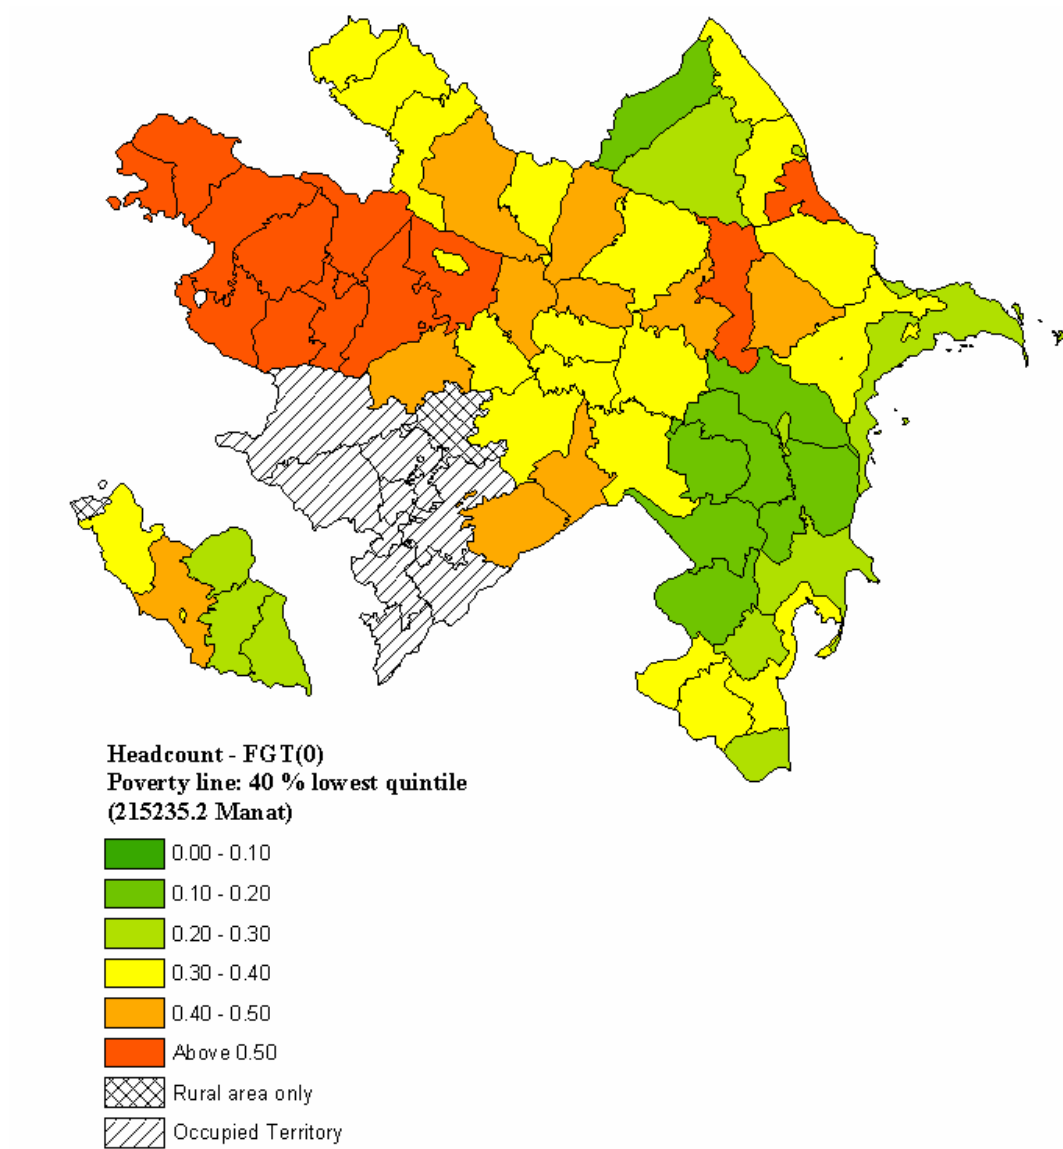 Headcount - FGT(0)
Poverty line: 40 % lowest quintile
(215235.2 Manat)
0.00 - 0.10
0.10 - 0.20
0.20 - 0.30
0.30 - 0.40
0.40 - 0.50
Above 0.50
Rural area only
Occupied Territory